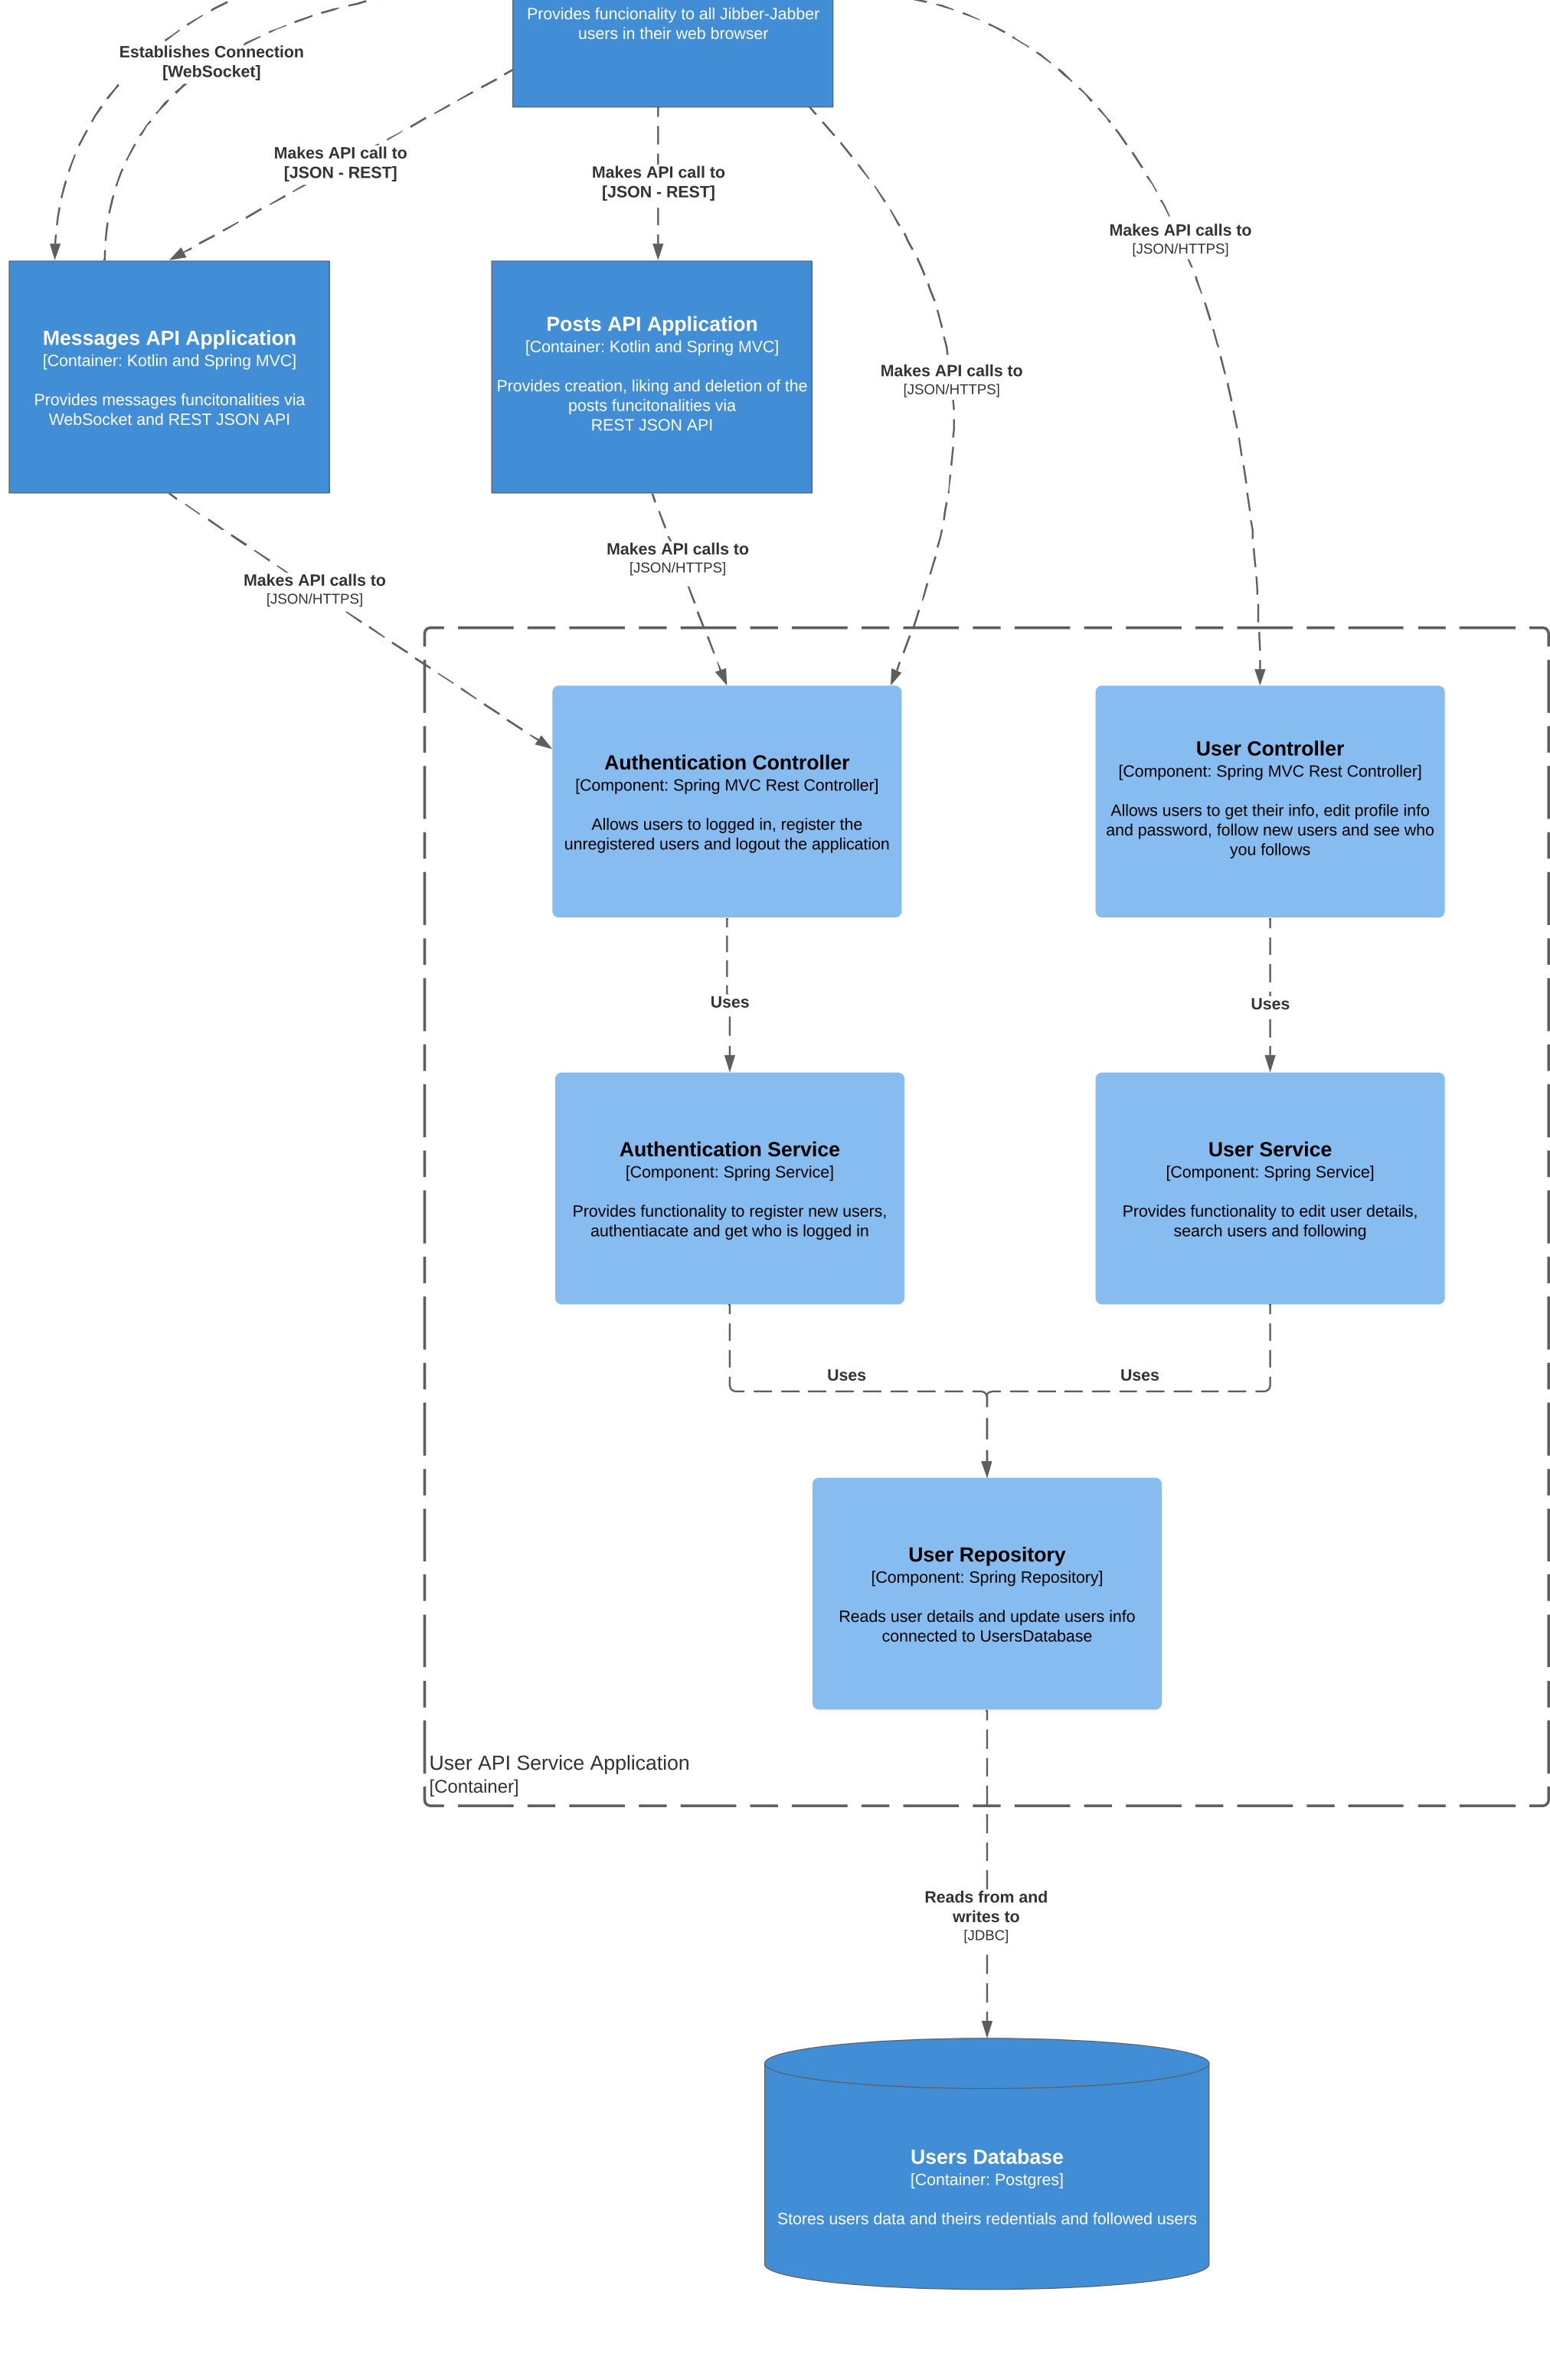 Provides funcionality to all Jibber-Jabber
users in their web browser
Establishes Connection
[WebSocket]
Makes API call to
[JSON - REST]
Makes API call to
[JSON - REST]
Makes API calls to
[JSON/HTTPS]
Makes API calls to
[JSON/HTTPS]
Messages API Application
[Container: Kotlin and Spring MVC]
Provides messages funcitonalities via
WebSocket and REST JSON API
Posts API Application
[Container: Kotlin and Spring MVC]
Provides creation, liking and deletion of the
posts funcitonalities via
REST JSON API
Makes API calls to
[JSON/HTTPS]
Makes API calls to
[JSON/HTTPS]
Authentication Controller
[Component: Spring MVC Rest Controller]
Allows users to logged in, register the
unregistered users and logout the application
User Controller
[Component: Spring MVC Rest Controller]
Allows users to get their info, edit profile info
and password, follow new users and see who
you follows
Uses
Uses
Authentication Service
[Component: Spring Service]
Provides functionality to register new users,
authentiacate and get who is logged in
User Service
[Component: Spring Service]
Provides functionality to edit user details,
search users and following
Uses
Uses
User Repository
[Component: Spring Repository]
Reads user details and update users info
connected to UsersDatabase
User API Service Application
[Container]
Reads from and
writes to
[JDBC]
Users Database
[Container: Postgres]
Stores users data and theirs redentials and followed users